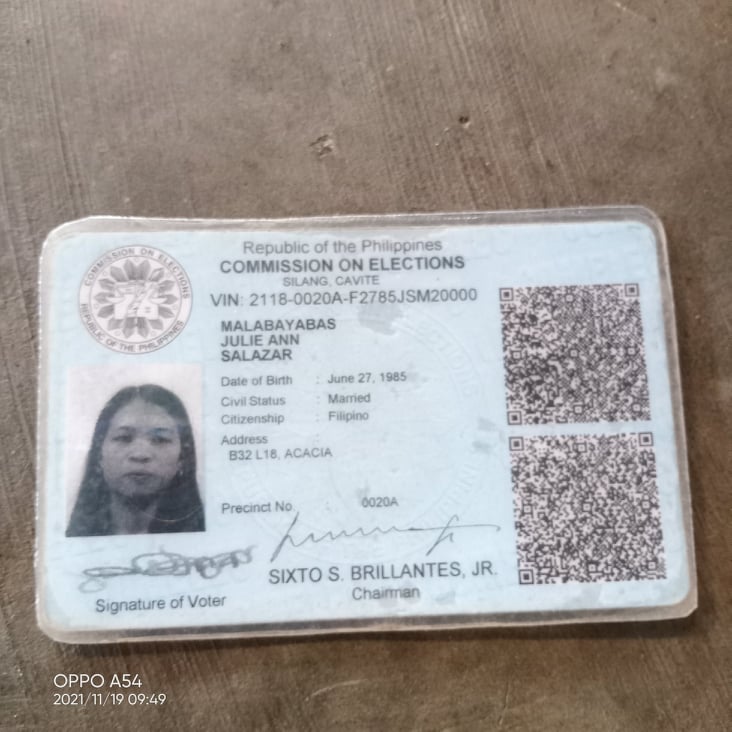 COMMISSION ON ELECTIONS
REPUBLIC OF THE PHILIPPINES
Republic of the Philippines
COMMISSION ON ELECTIONS
SILANG, CAVITE
VIN: 2118-0020A-F2785JSM20000
MALABAYABAS
JULIE ANN
SALAZAR
Date of Birth : June 27, 1985
Civil Status : Married
Citizenship : Filipino
Address :
B32 L18, ACACIA
Precinct No. : 0020A
SIXTO S. BRILLANTES, JR.
Chairman
Signature of Voter
OPPO A54
2021/11/19 09:49